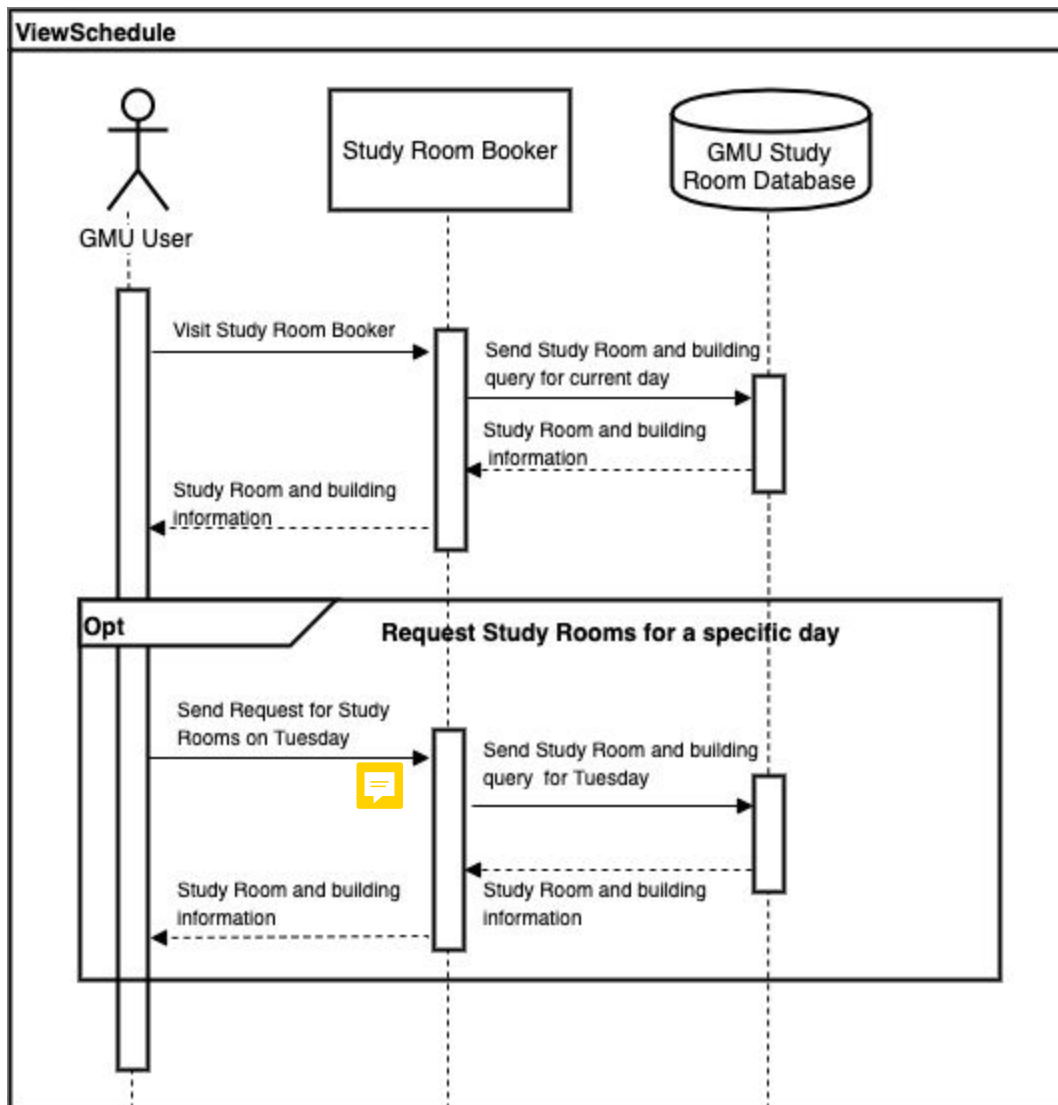 ViewSchedule
Study Room Booker
GMU Study
Room Database
GMU User
Visit Study Room Booker
Send Study Room and building
query for current day
Study Room and building
information
Study Room and building
information
Opt
Request Study Rooms for a specific day
Send Request for Study
Rooms on Tuesday
Send Study Room and building
query for Tuesday
Study Room and building
information
Study Room and building
information